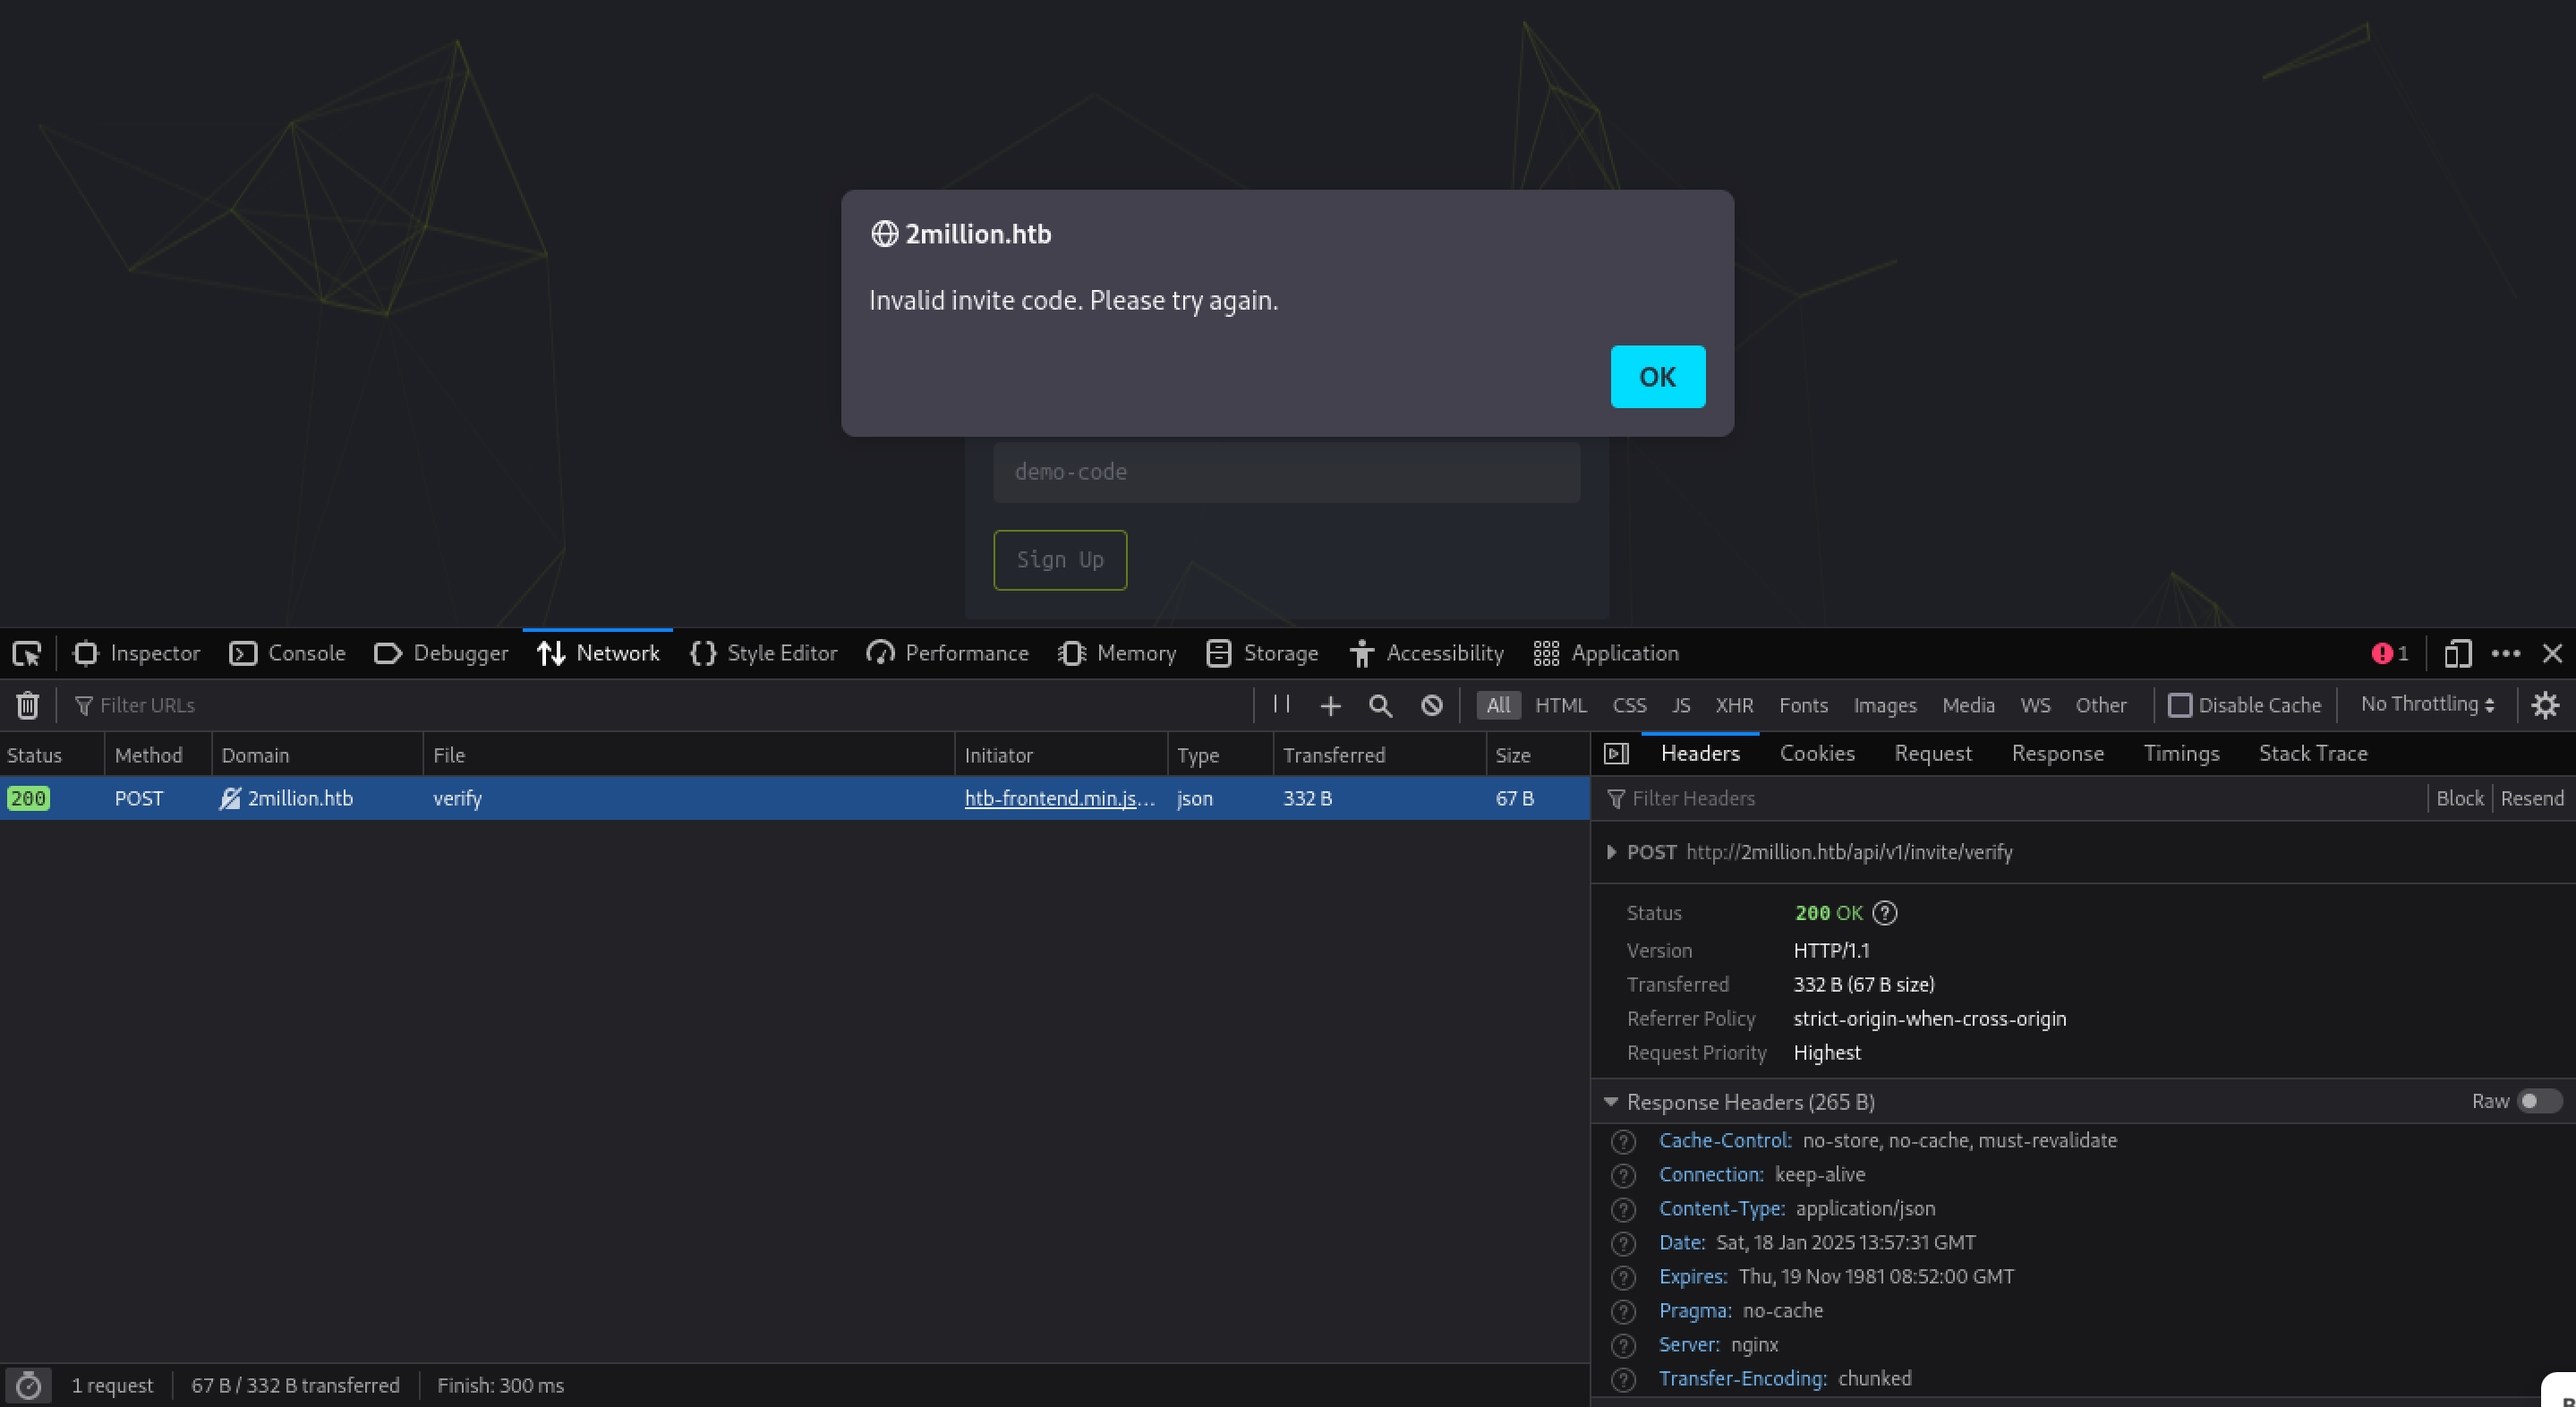 2million.htb
Invalid invite code. Please try again.
OK
demo-code
Sign Up
Inspector Console Debugger Network Style Editor Performance Memory Storage Accessibility Application 1
Filter URLs All HTML CSS JS XHR Fonts Images Media WS Other Disable Cache No Throttling
Status Method Domain File Initiator Type Transferred Size
200 POST 2million.htb verify htb-frontend.min.js... json 332 B 67 B
Headers Cookies Request Response Timings Stack Trace
Filter Headers Block Resend
POST http://2million.htb/api/v1/invite/verify
Status 200 OK
Version HTTP/1.1
Transferred 332 B (67 B size)
Referrer Policy strict-origin-when-cross-origin
Request Priority Highest
Response Headers (265 B) Raw
Cache-Control: no-store, no-cache, must-revalidate
Connection: keep-alive
Content-Type: application/json
Date: Sat, 18 Jan 2025 13:57:31 GMT
Expires: Thu, 19 Nov 1981 08:52:00 GMT
Pragma: no-cache
Server: nginx
Transfer-Encoding: chunked
1 request 67 B / 332 B transferred Finish: 300 ms